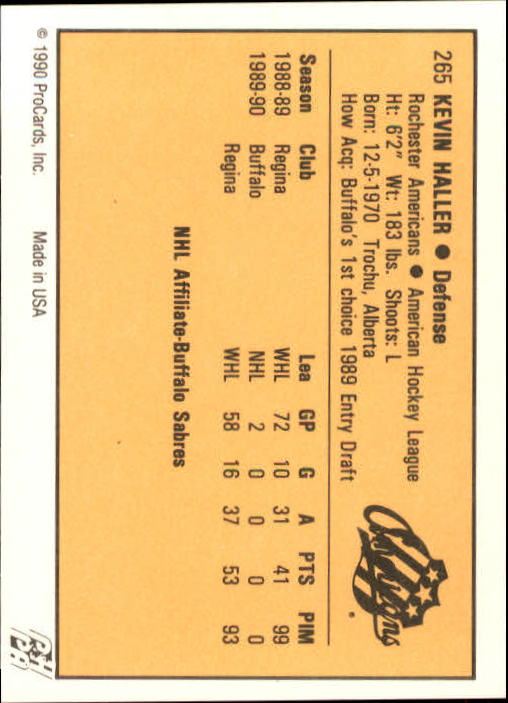 265 KEVIN HALLER ● Defense
Rochester Americans ● American Hockey League
Ht: 6'2" Wt: 183 lbs. Shoots: L
Born: 12-5-1970 Trochu, Alberta
How Acq: Buffalo's 1st choice 1989 Entry Draft
Americans
Season Club Lea GP G A PTS PIM
1988-89 Regina WHL 72 10 31 41 99
1989-90 Buffalo NHL 2 0 0 0 0
Regina WHL 58 16 37 53 93
NHL Affiliate-Buffalo Sabres
© 1990 ProCards, Inc. Made in USA